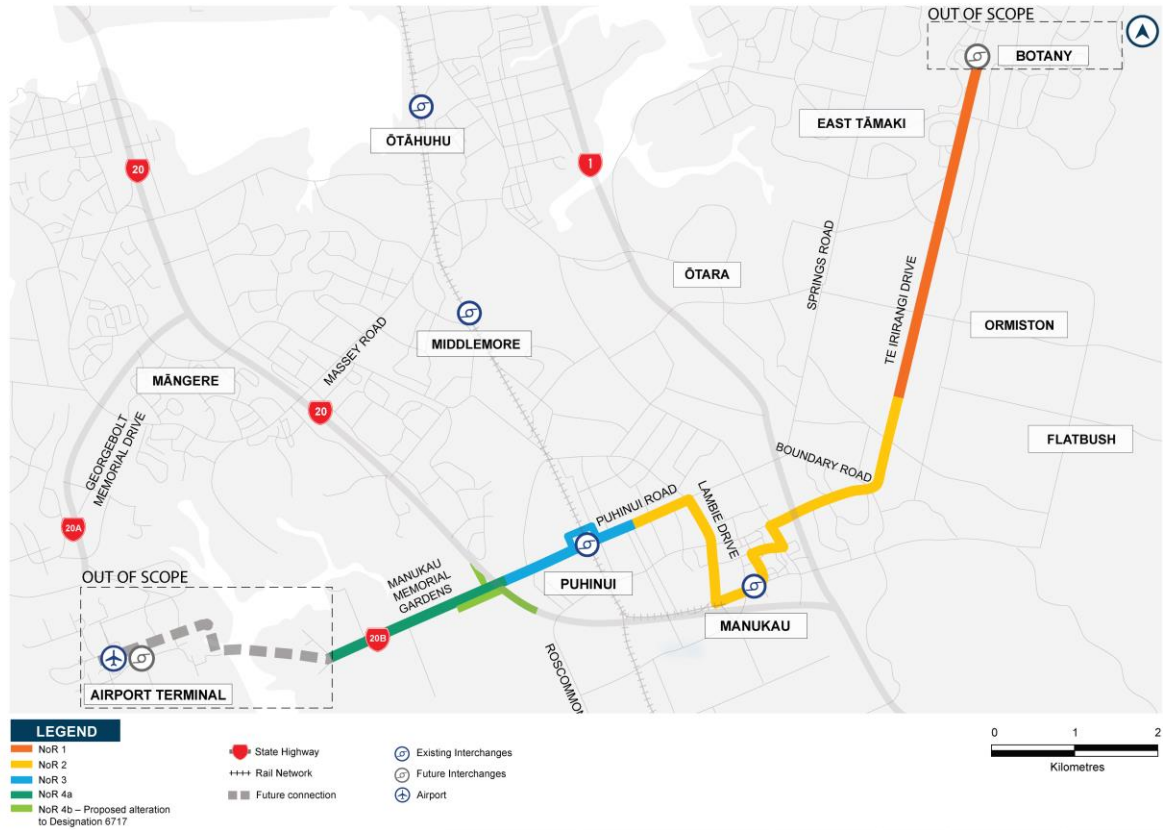 OUT OF SCOPE
BOTANY
EAST TĀMAKI
ŌTĀHUHU
20
1
SPRINGS ROAD
ŌTARA
TE IRIRANGI DRIVE
ORMISTON
MIDDLEMORE
MASSEY ROAD
MĀNGERE
20
GEORGEBOLT
MEMORIAL DRIVE
FLATBUSH
BOUNDARY ROAD
LAMBIE DRIVE
PUHINUI ROAD
20A
OUT OF SCOPE
MANUKAU
MEMORIAL
GARDENS
PUHINUI
MANUKAU
20B
ROSCOMMON
AIRPORT TERMINAL
LEGEND
NoR 1
NoR 2
NoR 3
NoR 4a
NoR 4b – Proposed alteration
to Designation 6717
State Highway
Rail Network
Future connection
Existing Interchanges
Future Interchanges
Airport
0 1 2
Kilometres